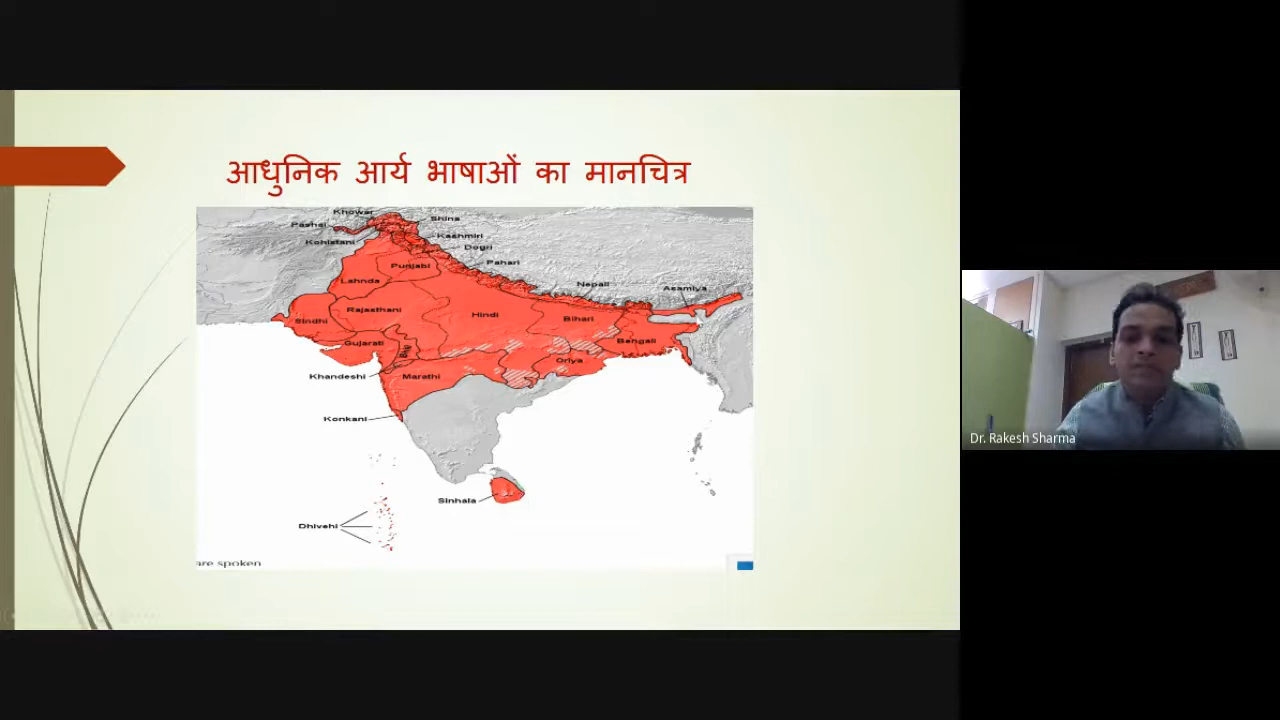 आधुनिक आर्य भाषाओं का मानचित्र
Khowar
Shina
Pashai
Kashmiri
Kohistani
Dogri
Pahari
Punjabi
Lahnda
Nepali
Asamiya
Rajasthani
Sindhi
Hindi
Bihari
Gujarati
Bhili
Bengali
Oriya
Khandeshi
Marathi
Konkani
Sinhala
Dhivehi
are spoken
Dr. Rakesh Sharma